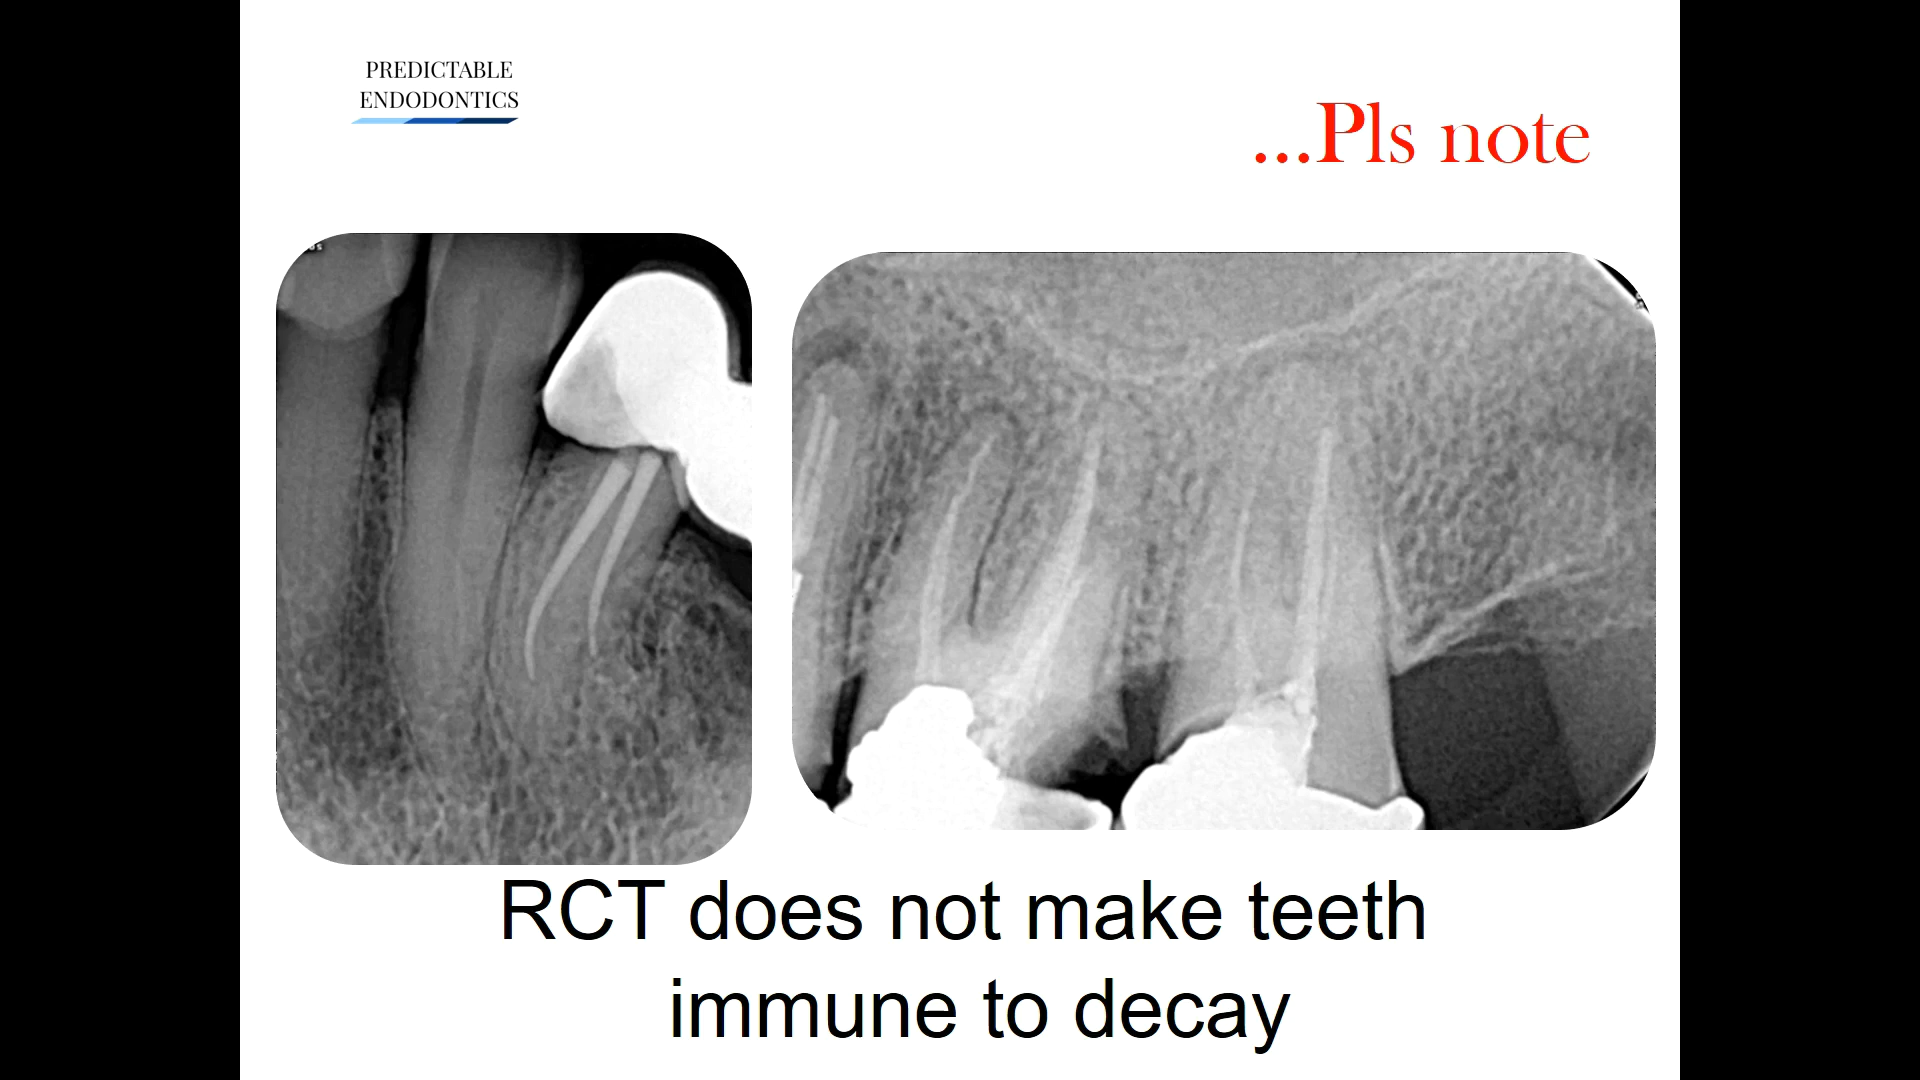 PREDICTABLE
ENDODONTICS
...Pls note
RCT does not make teeth
immune to decay